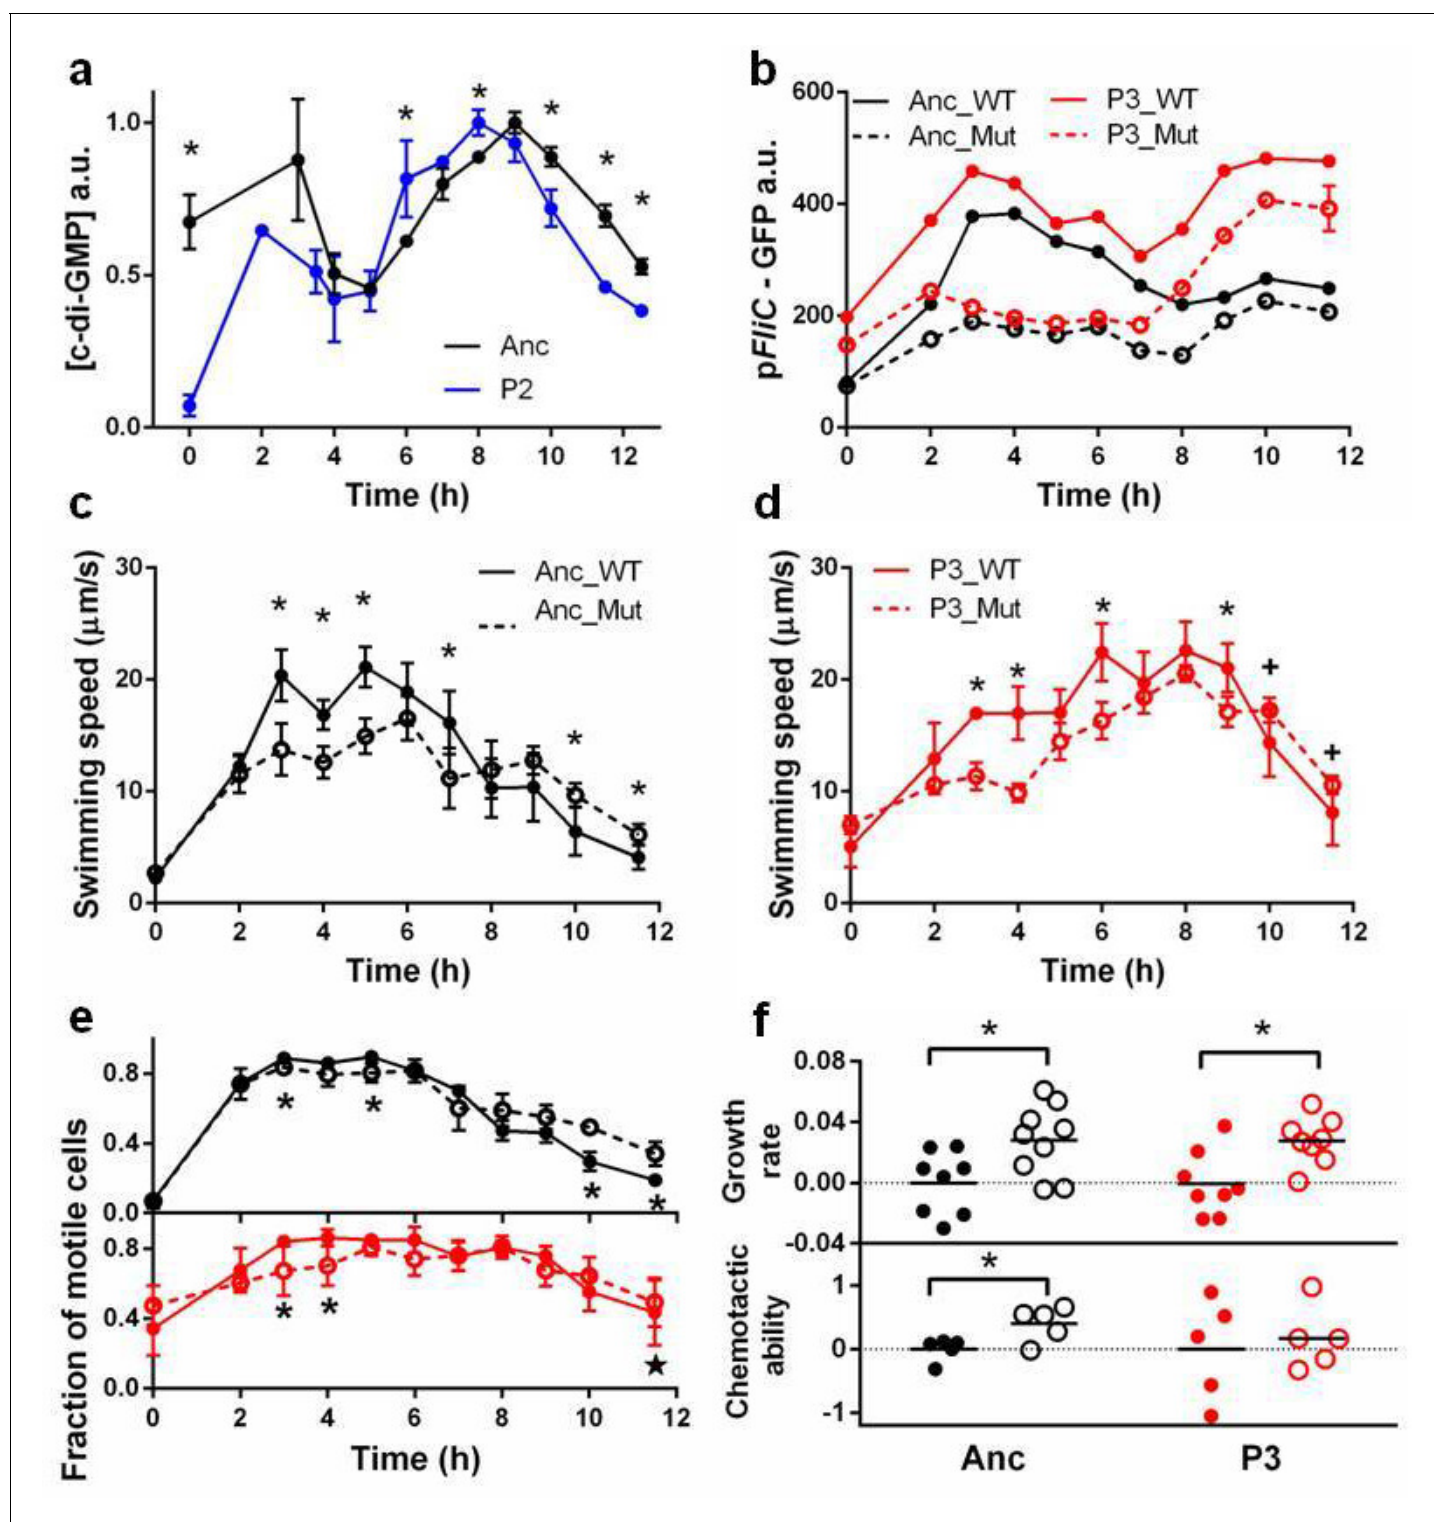 a
*
*
*
*
*
*
1.0
0.5
0.0
[c-di-GMP] a.u.
Anc
P2
0 2 4 6 8 10 12
Time (h)
b
600
400
200
0
pFliC - GFP a.u.
Anc_WT P3_WT
Anc_Mut P3_Mut
0 2 4 6 8 10 12
Time (h)
c
30
20
10
0
Swimming speed (μm/s)
Anc_WT
Anc_Mut
* * *
*
*
*
0 2 4 6 8 10 12
Time (h)
d
30
20
10
0
Swimming speed (μm/s)
P3_WT
P3_Mut
* * * *
+
+
0 2 4 6 8 10 12
Time (h)
e
0.8
0.4
0.0
* * * *
0.8
0.4
0.0
* *
★
Fraction of motile cells
0 2 4 6 8 10 12
Time (h)
f
* *
0.08
0.04
0.00
-0.04
Growth
rate
*
1
0
-1
Chemotactic
ability
Anc P3